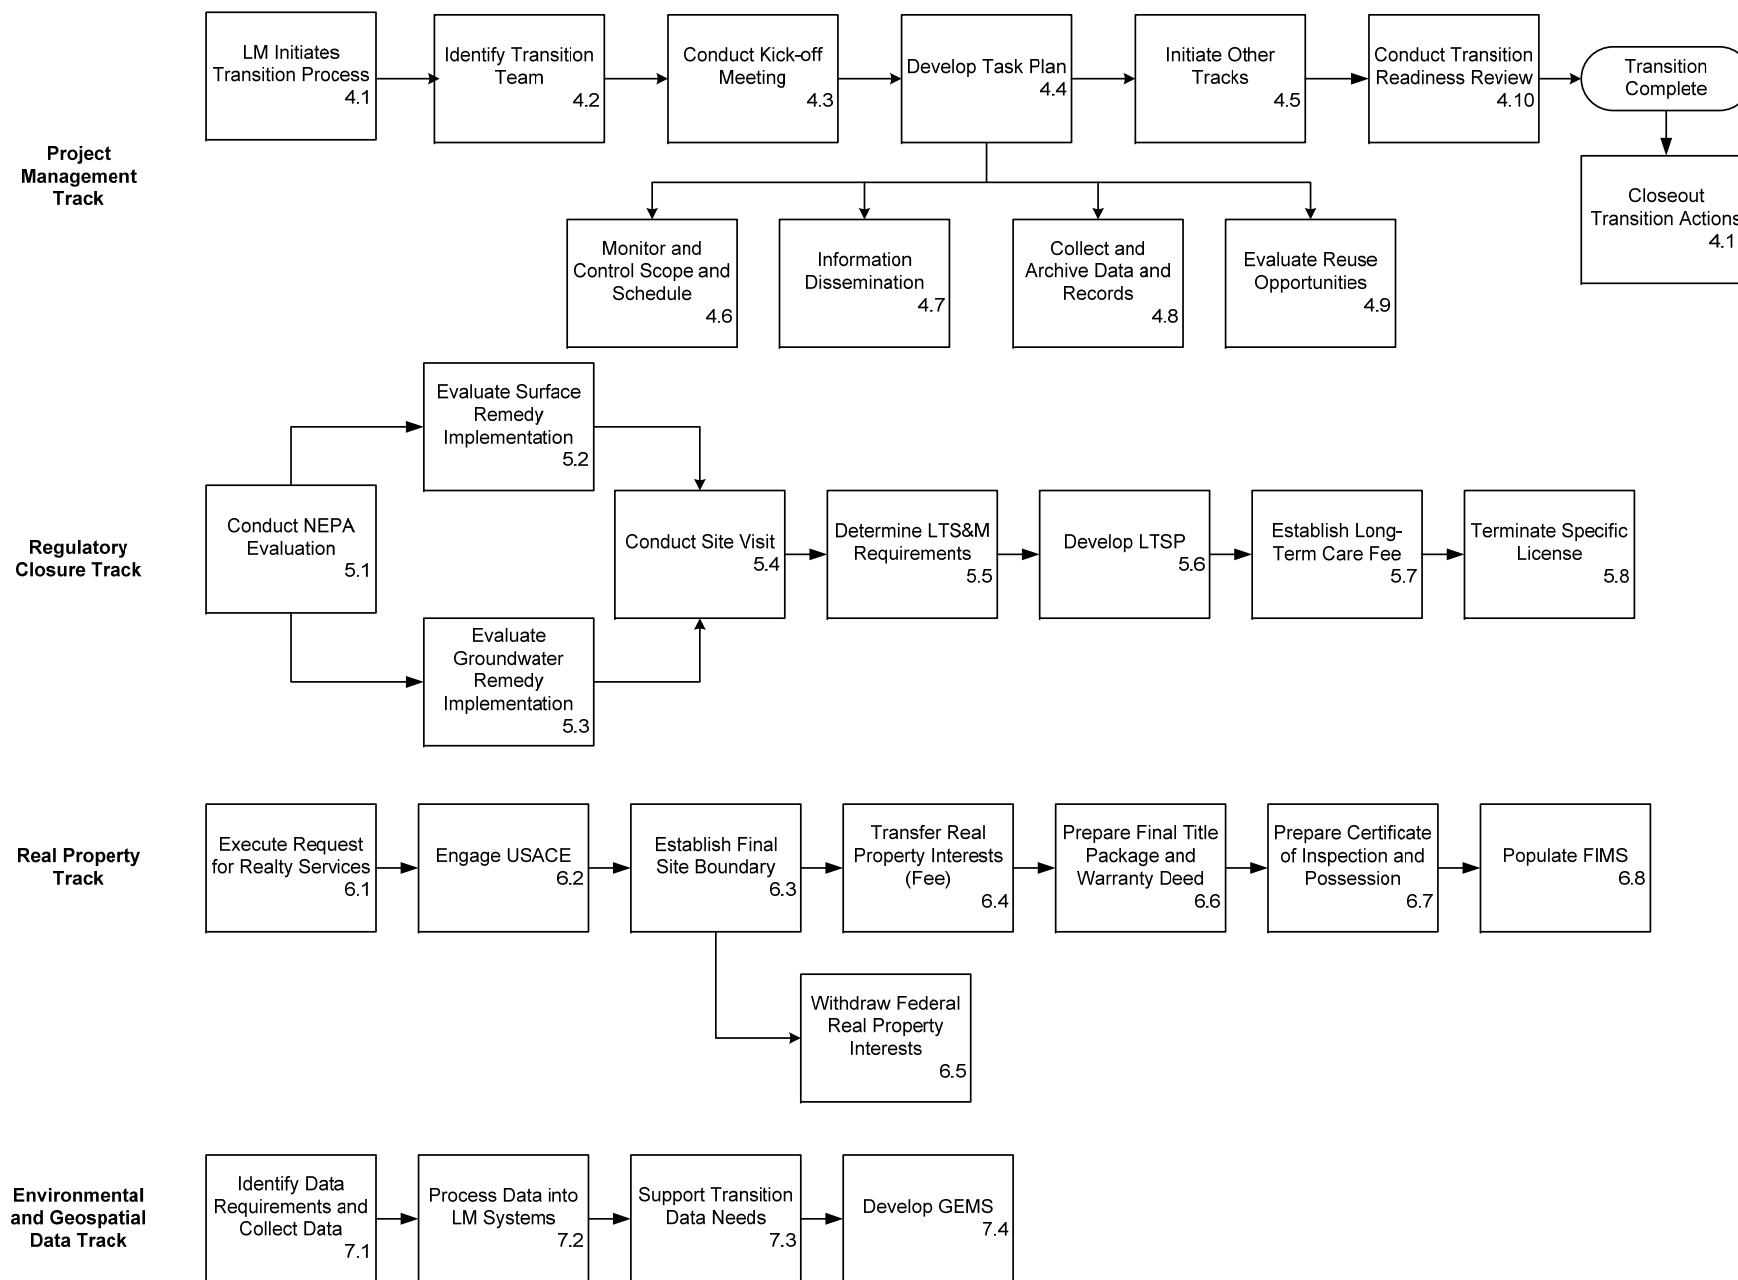 Project
Management
Track
LM Initiates
Transition Process
4.1
Identify Transition
Team
4.2
Conduct Kick-off
Meeting
4.3
Develop Task Plan
4.4
Initiate Other
Tracks
4.5
Conduct Transition
Readiness Review
4.10
Transition
Complete
Closeout
Transition Actions
4.1
Monitor and
Control Scope and
Schedule
4.6
Information
Dissemination
4.7
Collect and
Archive Data and
Records
4.8
Evaluate Reuse
Opportunities
4.9
Regulatory
Closure Track
Conduct NEPA
Evaluation
5.1
Evaluate Surface
Remedy
Implementation
5.2
Evaluate
Groundwater
Remedy
Implementation
5.3
Conduct Site Visit
5.4
Determine LTS&M
Requirements
5.5
Develop LTSP
5.6
Establish Long-
Term Care Fee
5.7
Terminate Specific
License
5.8
Real Property
Track
Execute Request
for Realty Services
6.1
Engage USACE
6.2
Establish Final
Site Boundary
6.3
Transfer Real
Property Interests
(Fee)
6.4
Prepare Final Title
Package and
Warranty Deed
6.6
Prepare Certificate
of Inspection and
Possession
6.7
Populate FIMS
6.8
Withdraw Federal
Real Property
Interests
6.5
Environmental
and Geospatial
Data Track
Identify Data
Requirements and
Collect Data
7.1
Process Data into
LM Systems
7.2
Support Transition
Data Needs
7.3
Develop GEMS
7.4